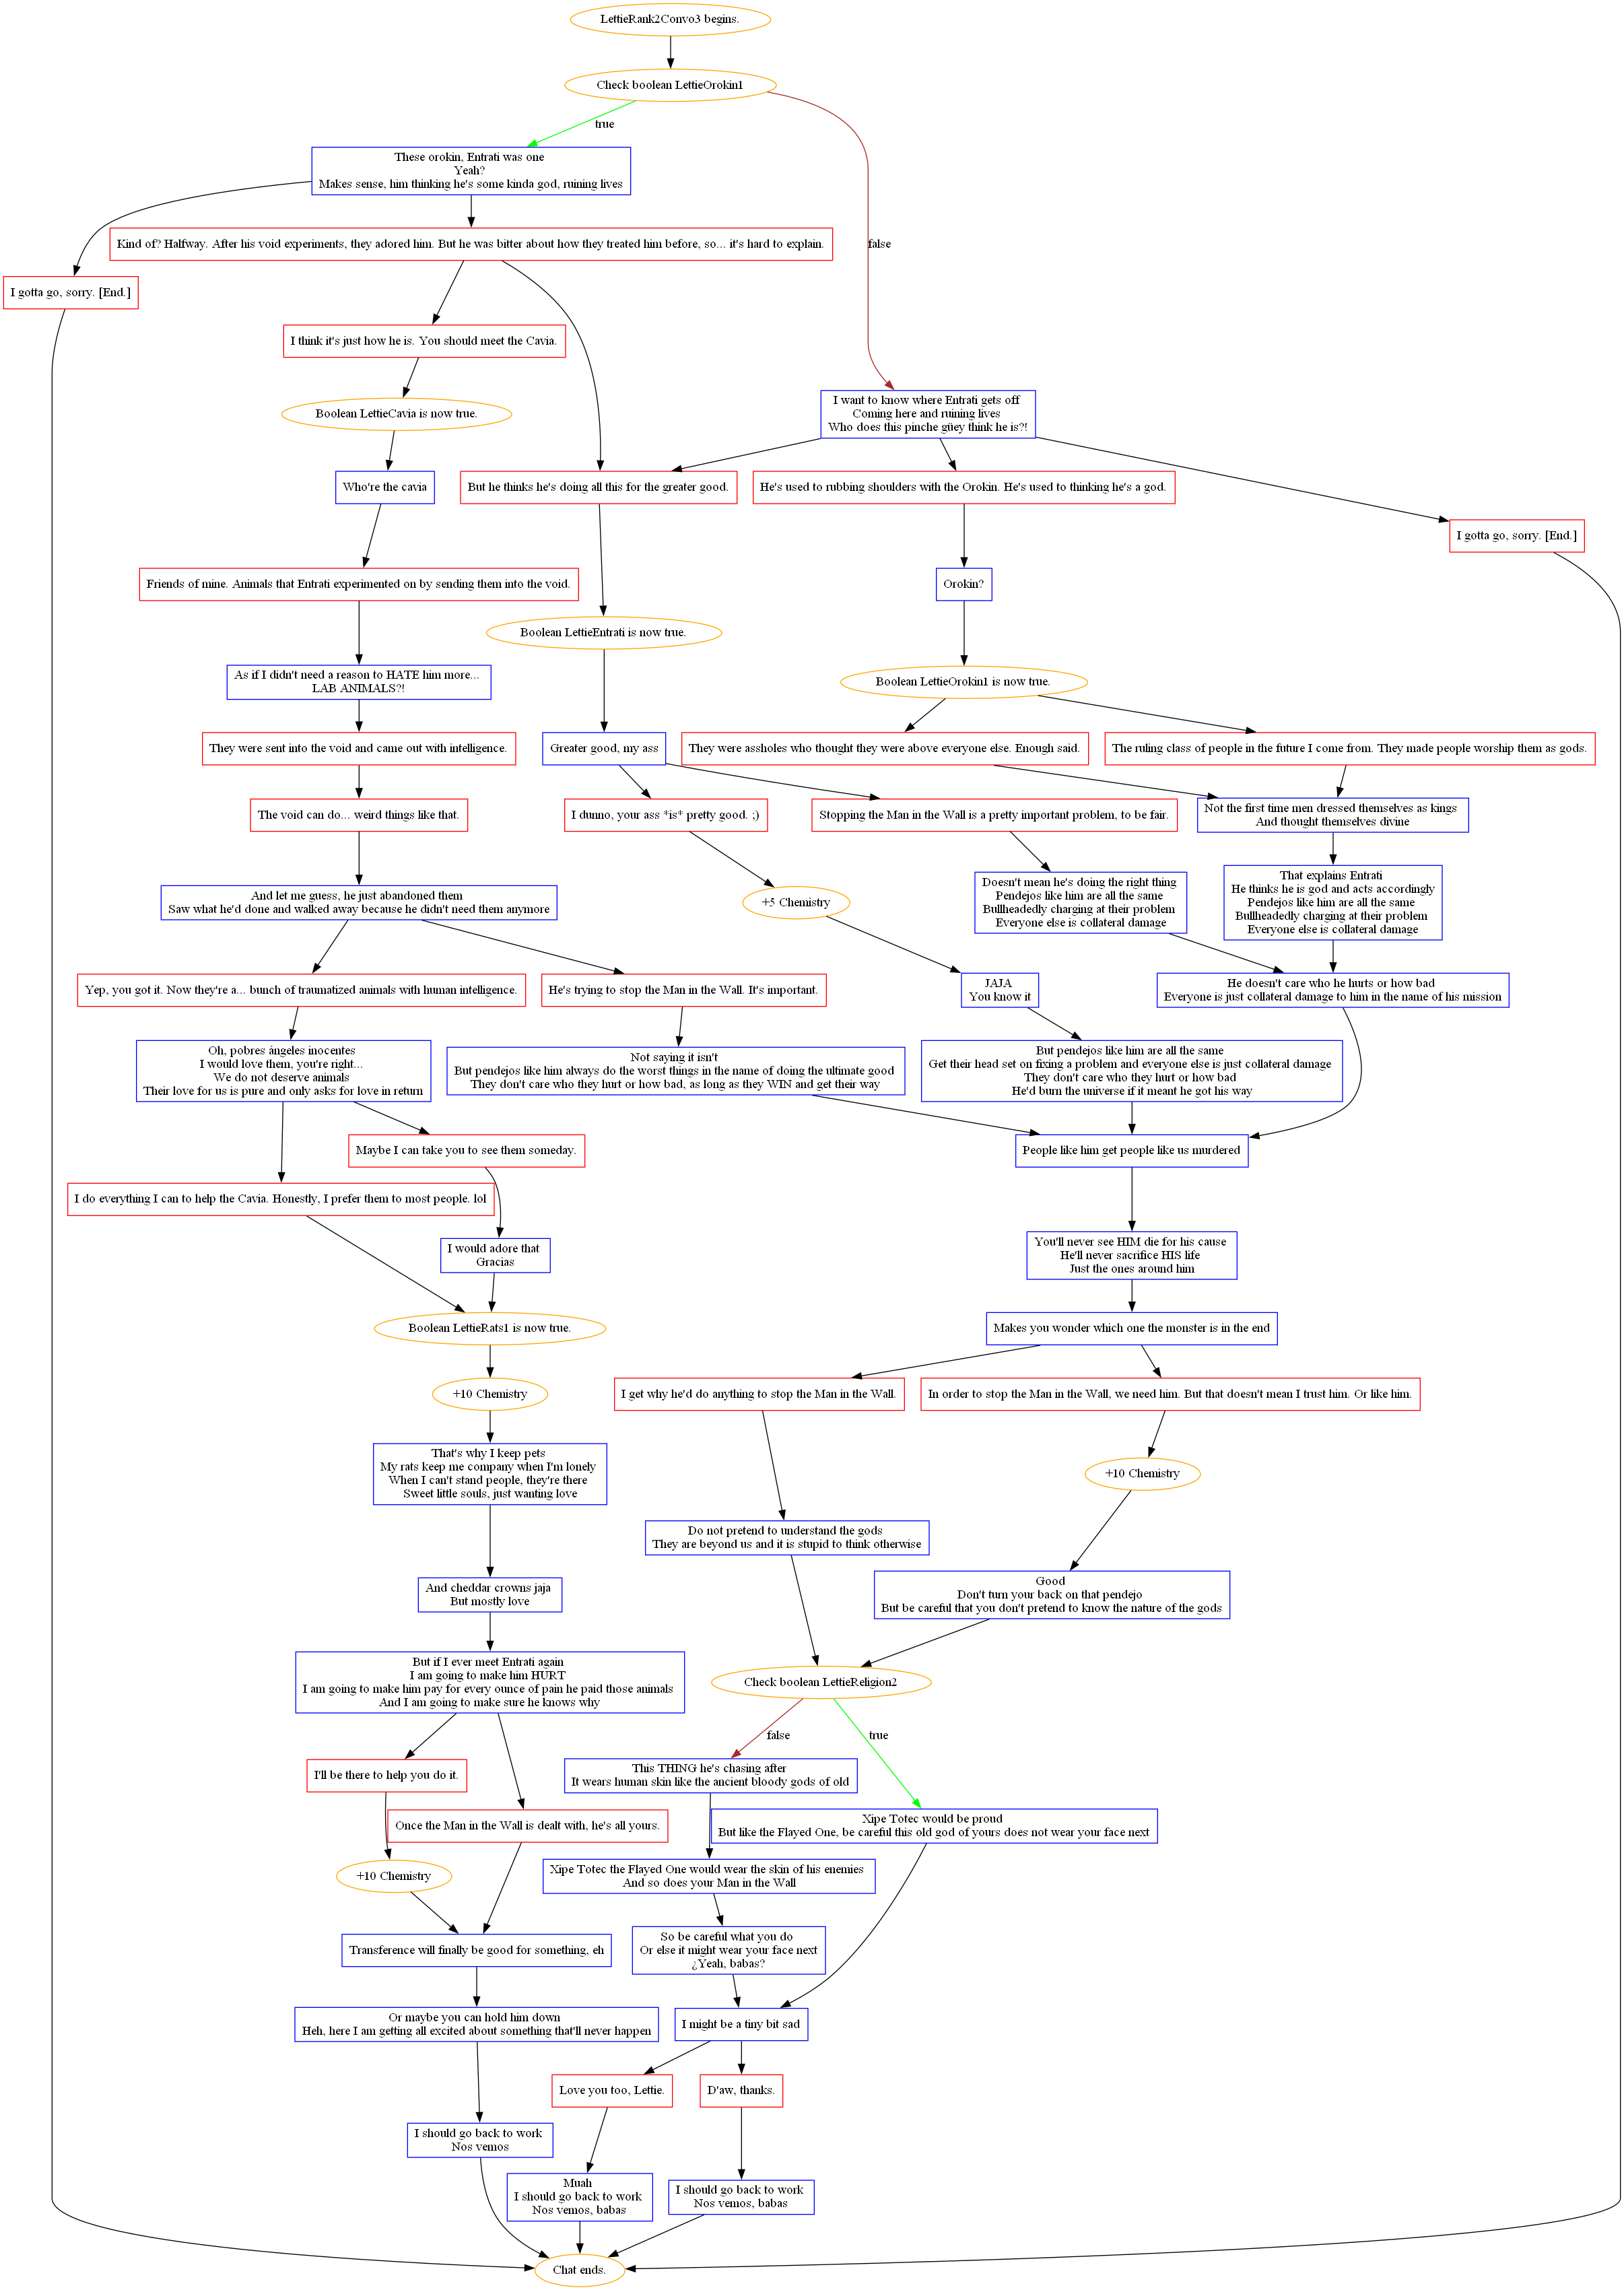 LettieRank2Convo3 begins.
Check boolean LettieOrokin1
true
These orokin, Entrati was one
Yeah?
Makes sense, him thinking he's some kinda god, ruining lives
Kind of? Halfway. After his void experiments, they adored him. But he was bitter about how they treated him before, so... it's hard to explain.
false
I gotta go, sorry. [End.]
I think it's just how he is. You should meet the Cavia.
Boolean LettieCavia is now true.
I want to know where Entrati gets off
Coming here and ruining lives
Who does this pinche güey think he is?!
Who're the cavia
But he thinks he's doing all this for the greater good.
He's used to rubbing shoulders with the Orokin. He's used to thinking he's a god.
I gotta go, sorry. [End.]
Friends of mine. Animals that Entrati experimented on by sending them into the void.
Orokin?
Boolean LettieEntrati is now true.
As if I didn't need a reason to HATE him more...
LAB ANIMALS?!
Boolean LettieOrokin1 is now true.
They were sent into the void and came out with intelligence.
Greater good, my ass
They were assholes who thought they were above everyone else. Enough said.
The ruling class of people in the future I come from. They made people worship them as gods.
The void can do... weird things like that.
I dunno, your ass *is* pretty good. ;)
Stopping the Man in the Wall is a pretty important problem, to be fair.
Not the first time men dressed themselves as kings
And thought themselves divine
And let me guess, he just abandoned them
Saw what he'd done and walked away because he didn't need them anymore
+5 Chemistry
Doesn't mean he's doing the right thing
Pendejos like him are all the same
Bullheadedly charging at their problem
Everyone else is collateral damage
That explains Entrati
He thinks he is god and acts accordingly
Pendejos like him are all the same
Bullheadedly charging at their problem
Everyone else is collateral damage
Yep, you got it. Now they're a... bunch of traumatized animals with human intelligence.
He's trying to stop the Man in the Wall. It's important.
JAJA
You know it
He doesn't care who he hurts or how bad
Everyone is just collateral damage to him in the name of his mission
Oh, pobres ángeles inocentes
I would love them, you're right...
We do not deserve animals
Their love for us is pure and only asks for love in return
Not saying it isn't
But pendejos like him always do the worst things in the name of doing the ultimate good
They don't care who they hurt or how bad, as long as they WIN and get their way
But pendejos like him are all the same
Get their head set on fixing a problem and everyone else is just collateral damage
They don't care who they hurt or how bad
He'd burn the universe if it meant he got his way
Maybe I can take you to see them someday.
People like him get people like us murdered
I do everything I can to help the Cavia. Honestly, I prefer them to most people. lol
I would adore that
Gracias
You'll never see HIM die for his cause
He'll never sacrifice HIS life
Just the ones around him
Boolean LettieRats1 is now true.
Makes you wonder which one the monster is in the end
+10 Chemistry
I get why he'd do anything to stop the Man in the Wall.
In order to stop the Man in the Wall, we need him. But that doesn't mean I trust him. Or like him.
That's why I keep pets
My rats keep me company when I'm lonely
When I can't stand people, they're there
Sweet little souls, just wanting love
+10 Chemistry
Do not pretend to understand the gods
They are beyond us and it is stupid to think otherwise
And cheddar crowns jaja
But mostly love
Good
Don't turn your back on that pendejo
But be careful that you don't pretend to know the nature of the gods
But if I ever meet Entrati again
I am going to make him HURT
I am going to make him pay for every ounce of pain he paid those animals
And I am going to make sure he knows why
Check boolean LettieReligion2
false
true
I'll be there to help you do it.
This THING he's chasing after
It wears human skin like the ancient bloody gods of old
Once the Man in the Wall is dealt with, he's all yours.
Xipe Totec would be proud
But like the Flayed One, be careful this old god of yours does not wear your face next
+10 Chemistry
Xipe Totec the Flayed One would wear the skin of his enemies
And so does your Man in the Wall
Transference will finally be good for something, eh
So be careful what you do
Or else it might wear your face next
¿Yeah, babas?
Or maybe you can hold him down
Heh, here I am getting all excited about something that'll never happen
I might be a tiny bit sad
Love you too, Lettie.
D'aw, thanks.
I should go back to work
Nos vemos
Muah
I should go back to work
Nos vemos, babas
I should go back to work
Nos vemos, babas
Chat ends.